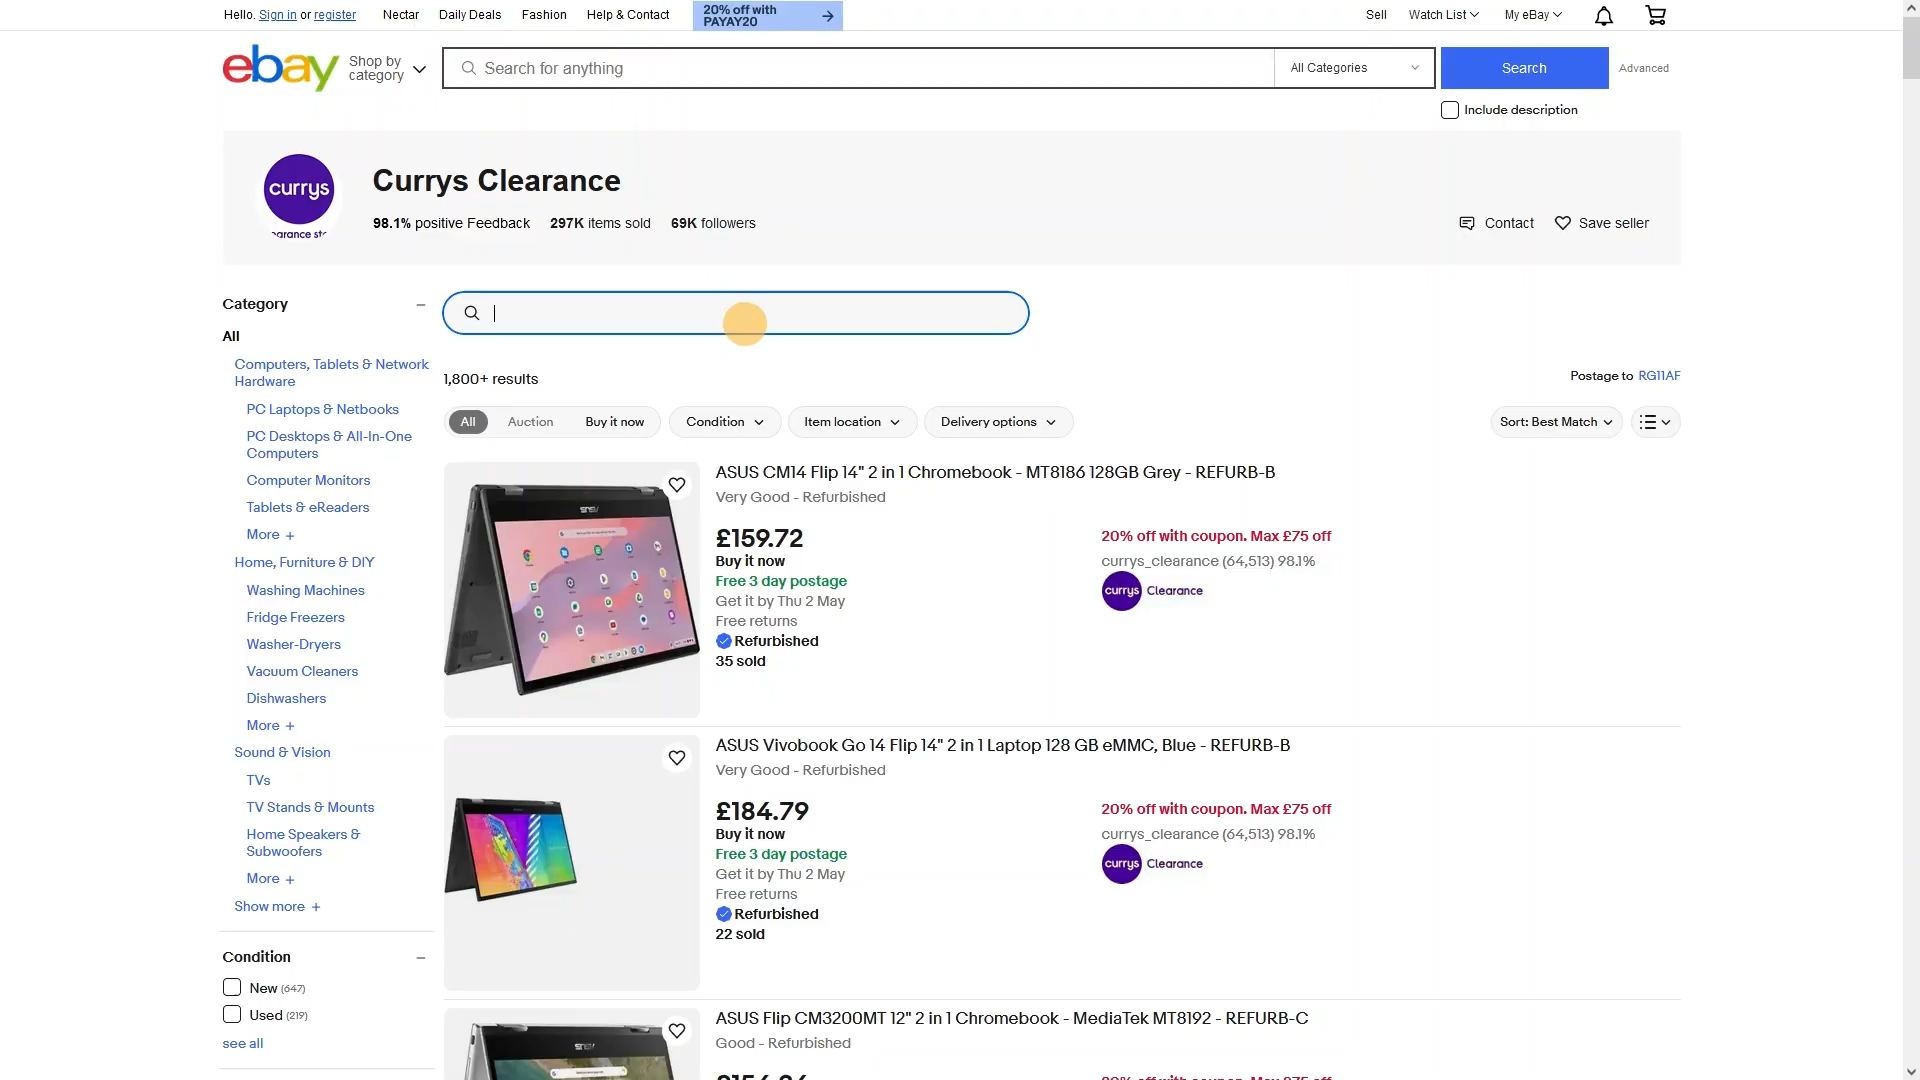 Hello. Sign in or register
Nectar
Daily Deals
Fashion
Help & Contact
20% off with
PAYAY20
Sell
Watch List
My eBay
ebay
Shop by
category
Search for anything
All Categories
Search
Advanced
Include description
currys
Currys Clearance
98.1% positive Feedback
297K items sold
69K followers
Contact
Save seller
Category
All
Computers, Tablets & Network
Hardware
PC Laptops & Netbooks
PC Desktops & All-In-One
Computers
Computer Monitors
Tablets & eReaders
More +
Home, Furniture & DIY
Washing Machines
Fridge Freezers
Washer-Dryers
Vacuum Cleaners
Dishwashers
More +
Sound & Vision
TVs
TV Stands & Mounts
Home Speakers &
Subwoofers
More +
Show more +
Condition
New (647)
Used (219)
see all
1,800+ results
Postage to RG11AF
All
Auction
Buy it now
Condition
Item location
Delivery options
Sort: Best Match
ASUS CM14 Flip 14" 2 in 1 Chromebook - MT8186 128GB Grey - REFURB-B
Very Good - Refurbished
£159.72
Buy it now
Free 3 day postage
Get it by Thu 2 May
Free returns
Refurbished
35 sold
20% off with coupon. Max £75 off
currys_clearance (64,513) 98.1%
currys Clearance
ASUS Vivobook Go 14 Flip 14" 2 in 1 Laptop 128 GB eMMC, Blue - REFURB-B
Very Good - Refurbished
£184.79
Buy it now
Free 3 day postage
Get it by Thu 2 May
Free returns
Refurbished
22 sold
20% off with coupon. Max £75 off
currys_clearance (64,513) 98.1%
currys Clearance
ASUS Flip CM3200MT 12" 2 in 1 Chromebook - MediaTek MT8192 - REFURB-C
Good - Refurbished